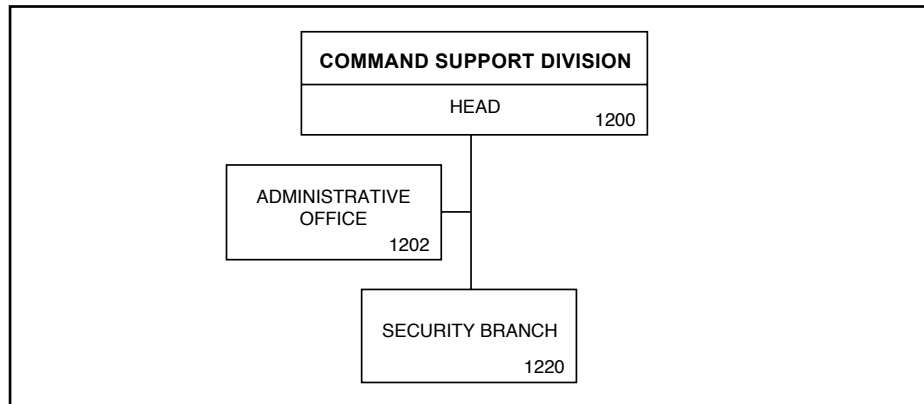 COMMAND SUPPORT DIVISION
HEAD
1200
ADMINISTRATIVE
OFFICE
1202
SECURITY BRANCH
1220